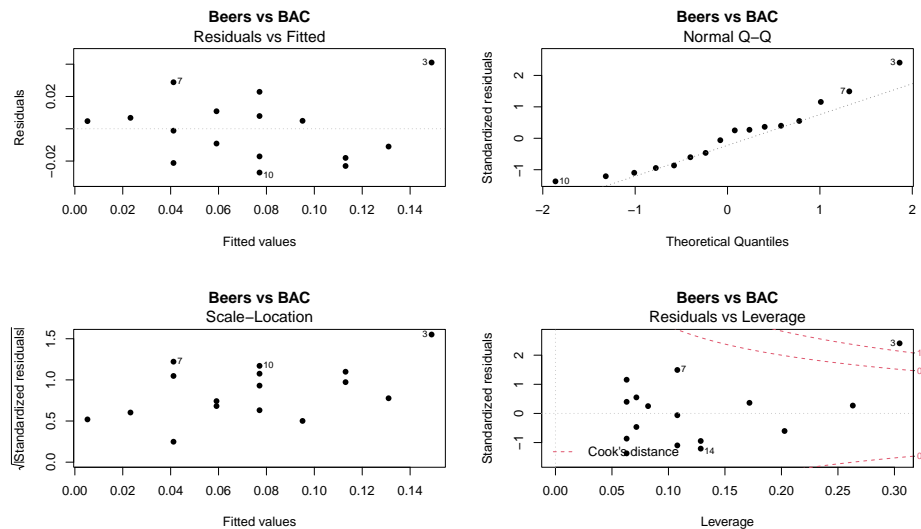 Beers vs BAC
Residuals vs Fitted
Residuals
0.02
−0.02
3
7
10
0.00 0.02 0.04 0.06 0.08 0.10 0.12 0.14
Fitted values
Beers vs BAC
Normal Q−Q
Standardized residuals
2
1
0
−1
3
7
10
−2 −1 0 1 2
Theoretical Quantiles
Beers vs BAC
Scale−Location
√|Standardized residuals|
1.5
1.0
0.5
0.0
3
7
10
0.00 0.02 0.04 0.06 0.08 0.10 0.12 0.14
Fitted values
Beers vs BAC
Residuals vs Leverage
Standardized residuals
2
1
0
−1
3
7
14
Cook's distance
1
0
0
0.00 0.05 0.10 0.15 0.20 0.25 0.30
Leverage